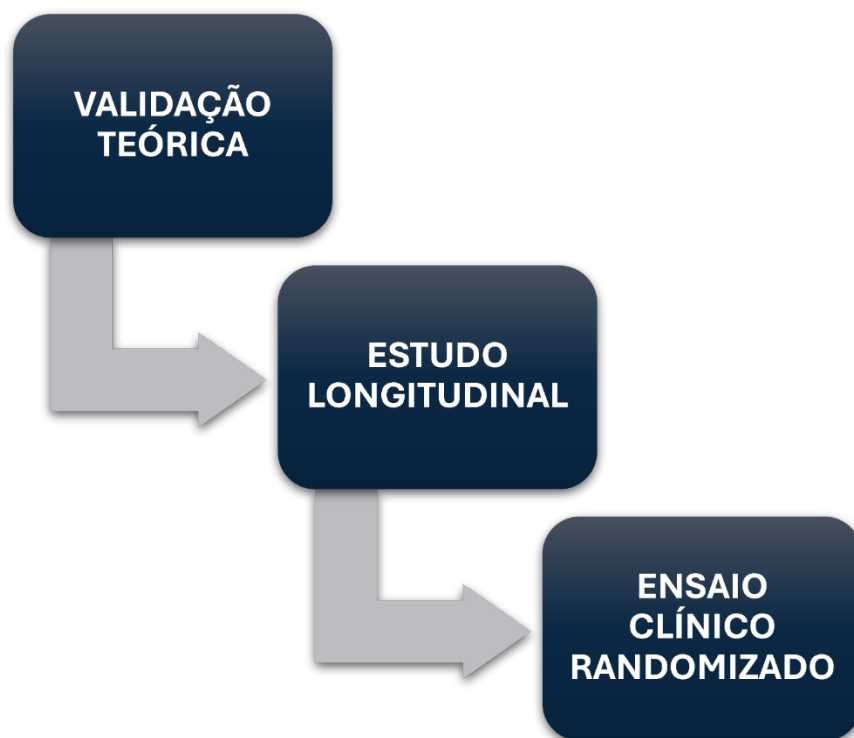 VALIDAÇÃO
TEÓRICA
ESTUDO
LONGITUDINAL
ENSAIO
CLÍNICO
RANDOMIZADO